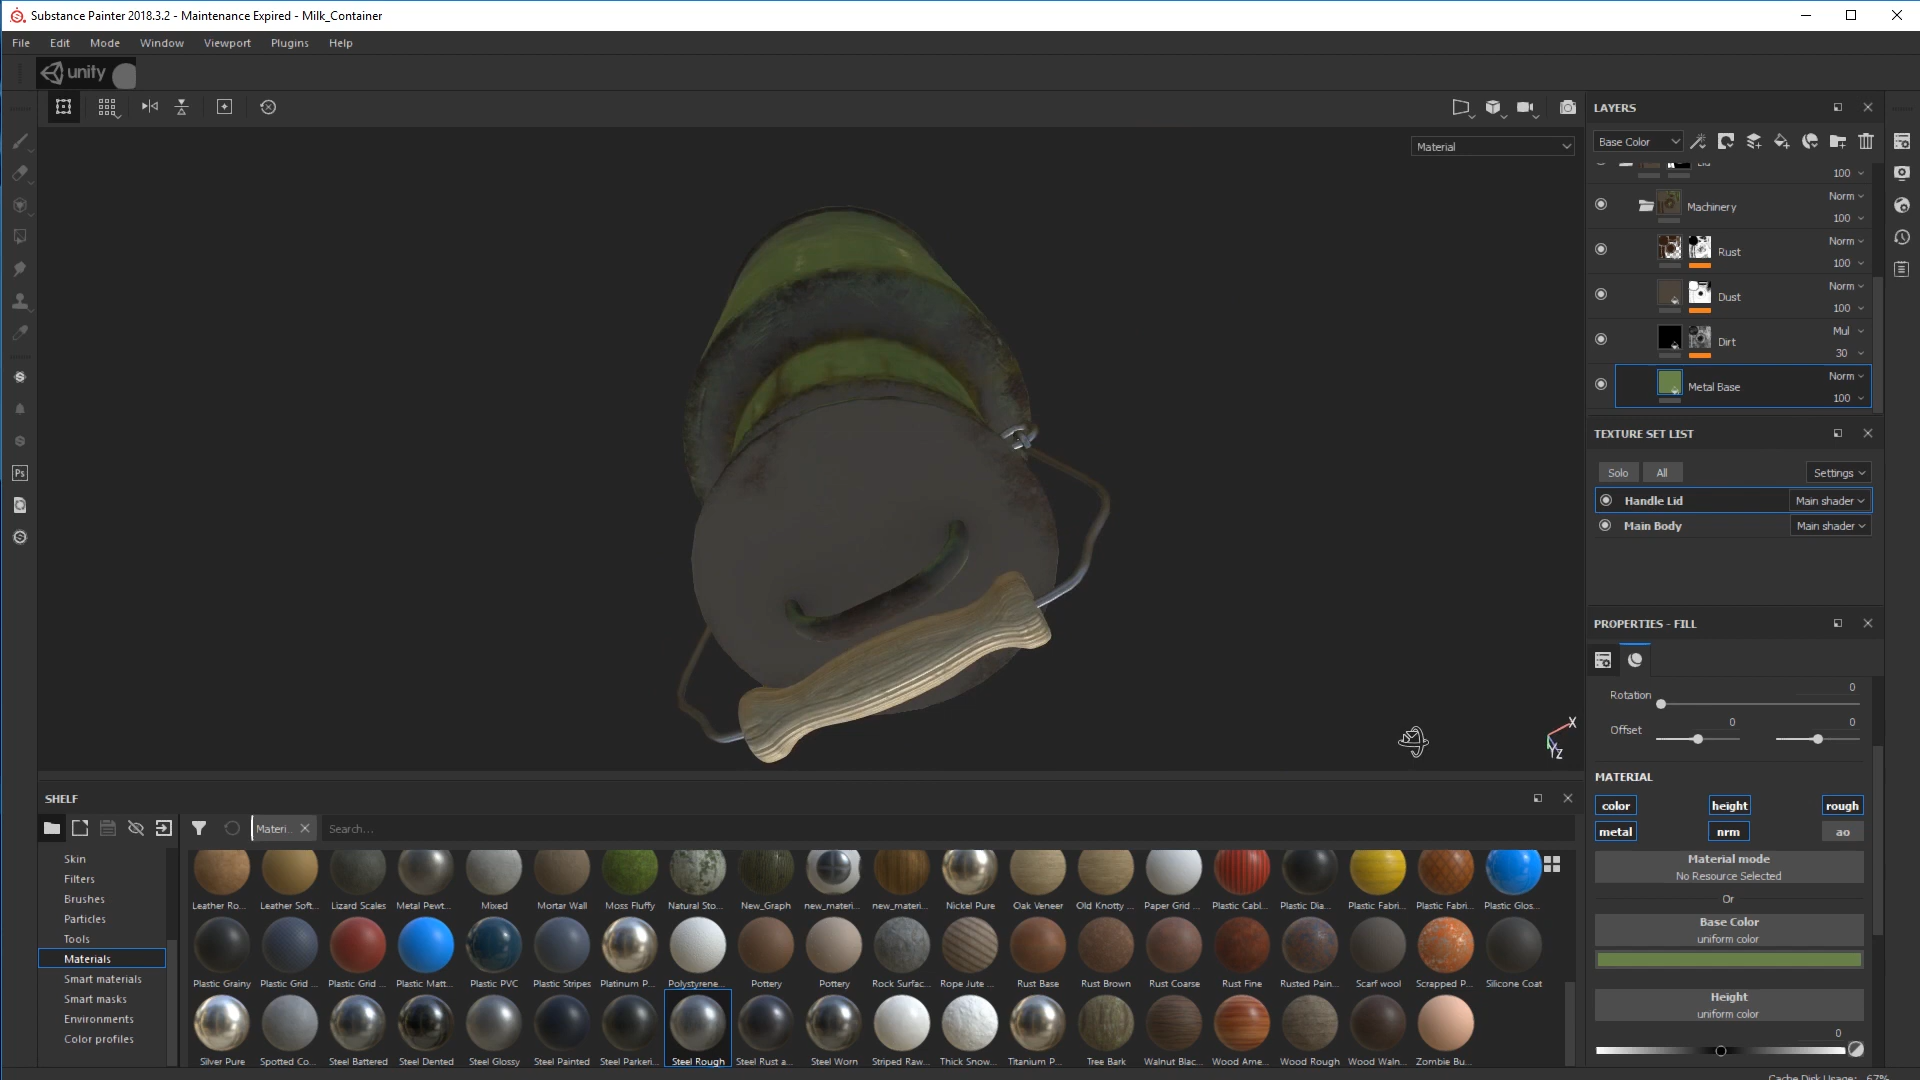 Substance Painter 2018.3.2 - Maintenance Expired - Milk_Container
File Edit Mode Window Viewport Plugins Help
unity
Material
X
Y Z
LAYERS
Base Color
100
Machinery Norm
100
Rust Norm
100
Dust Norm
100
Dirt Mul
30
Metal Base Norm
100
TEXTURE SET LIST
Solo All Settings
Handle Lid Main shader
Main Body Main shader
PROPERTIES - FILL
Rotation 0
Offset 0 0
MATERIAL
color height rough
metal nrm ao
Material mode
No Resource Selected
Or
Base Color
uniform color
Height
uniform color
0
Ps
SHELF
Materi.. Search...
Skin
Filters
Brushes
Particles
Tools
Materials
Smart materials
Smart masks
Environments
Color profiles
Leather Ro... Leather Soft... Lizard Scales Metal Pewt... Mixed Mortar Wall Moss Fluffy Natural Sto... New_Graph new_materi... new_materi... Nickel Pure Oak Veneer Old Knotty ... Paper Grid ... Plastic Cabl... Plastic Dia... Plastic Fabri... Plastic Fabri... Plastic Glos...
Plastic Grainy Plastic Grid ... Plastic Grid ... Plastic Matt... Plastic PVC Plastic Stripes Platinum P... Polystyrene... Pottery Pottery Rock Surfac... Rope Jute ... Rust Base Rust Brown Rust Coarse Rust Fine Rusted Pain... Scarf wool Scrapped P... Silicone Coat
Silver Pure Spotted Co... Steel Battered Steel Dented Steel Glossy Steel Painted Steel Parkeri... Steel Rough Steel Rust a... Steel Worn Striped Raw... Thick Snow... Titanium P... Tree Bark Walnut Blac... Wood Ame... Wood Rough Wood Waln... Zombie Bu...
Cache Disk Usage: 67%